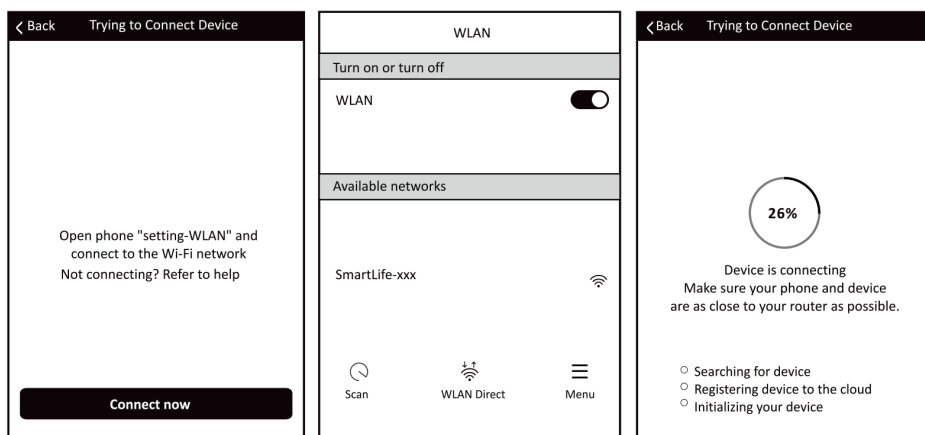 Back Trying to Connect Device
Open phone "setting-WLAN" and
connect to the Wi-Fi network
Not connecting? Refer to help
Connect now
WLAN
Turn on or turn off
WLAN
Available networks
SmartLife-xxx
Scan WLAN Direct Menu
Back Trying to Connect Device
26%
Device is connecting
Make sure your phone and device
are as close to your router as possible.
Searching for device
Registering device to the cloud
Initializing your device